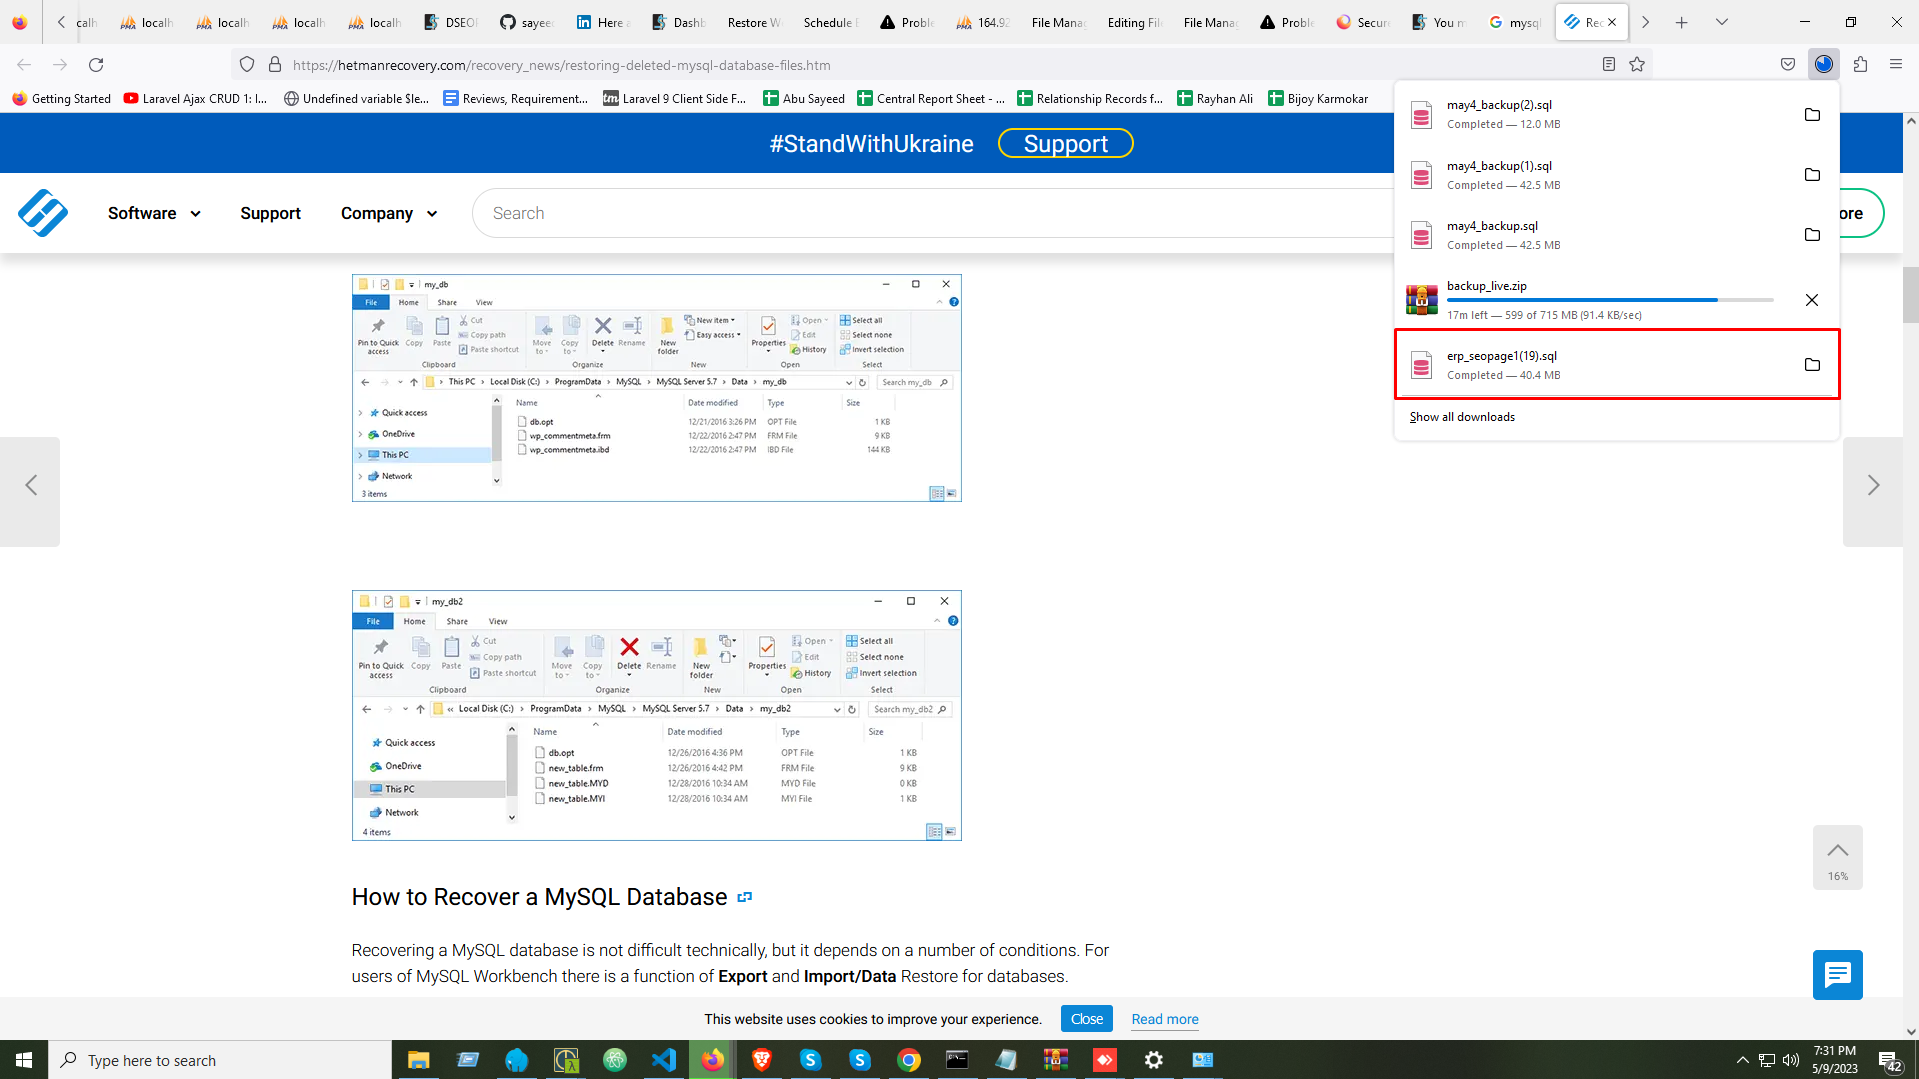 calh
localh
localh
localh
localh
DSEO
sayee
Here a
Dashb
Restore W
Schedule
Proble
164.92
File Manag
Editing File
File Manag
Proble
Secure
You m
mysql
Rec
https://hetmanrecovery.com/recovery_news/restoring-deleted-mysql-database-files.htm
Getting Started
Laravel Ajax CRUD 1: I...
Undefined variable $le...
Reviews, Requirement...
Laravel 9 Client Side F...
Abu Sayeed
Central Report Sheet - ...
Relationship Records f...
Rayhan Ali
Bijoy Karmokar
#StandWithUkraine
Support
Software
Support
Company
Search
ore
may4_backup(2).sql
Completed — 12.0 MB
may4_backup(1).sql
Completed — 42.5 MB
may4_backup.sql
Completed — 42.5 MB
backup_live.zip
17m left — 599 of 715 MB (91.4 KB/sec)
erp_seopage1(19).sql
Completed — 40.4 MB
Show all downloads
my_db
File Home Share View
Pin to Quick access
Copy
Paste
Cut
Copy path
Paste shortcut
Move to
Copy to
Delete
Rename
New folder
New item
Easy access
Properties
Open
Edit
History
Select all
Select none
Invert selection
Clipboard Organize New Open Select
This PC > Local Disk (C:) > ProgramData > MySQL > MySQL Server 5.7 > Data > my_db
Search my_db
Name Date modified Type Size
Quick access
OneDrive
This PC
Network
db.opt 12/21/2016 3:26 PM OPT File 1 KB
wp_commentmeta.frm 12/22/2016 2:47 PM FRM File 9 KB
wp_commentmeta.ibd 12/22/2016 2:47 PM IBD File 144 KB
3 items
my_db2
File Home Share View
Pin to Quick access
Copy
Paste
Cut
Copy path
Paste shortcut
Move to
Copy to
Delete
Rename
New folder
Properties
Open
Edit
History
Select all
Select none
Invert selection
Clipboard Organize New Open Select
« Local Disk (C:) > ProgramData > MySQL > MySQL Server 5.7 > Data > my_db2
Search my_db2
Name Date modified Type Size
Quick access
OneDrive
This PC
Network
db.opt 12/26/2016 4:36 PM OPT File 1 KB
new_table.frm 12/26/2016 4:42 PM FRM File 9 KB
new_table.MYD 12/28/2016 10:34 AM MYD File 0 KB
new_table.MYI 12/28/2016 10:34 AM MYI File 1 KB
4 items
16%
How to Recover a MySQL Database
Recovering a MySQL database is not difficult technically, but it depends on a number of conditions. For
users of MySQL Workbench there is a function of Export and Import/Data Restore for databases.
This website uses cookies to improve your experience.
Close
Read more
Type here to search
7:31 PM
5/9/2023
42